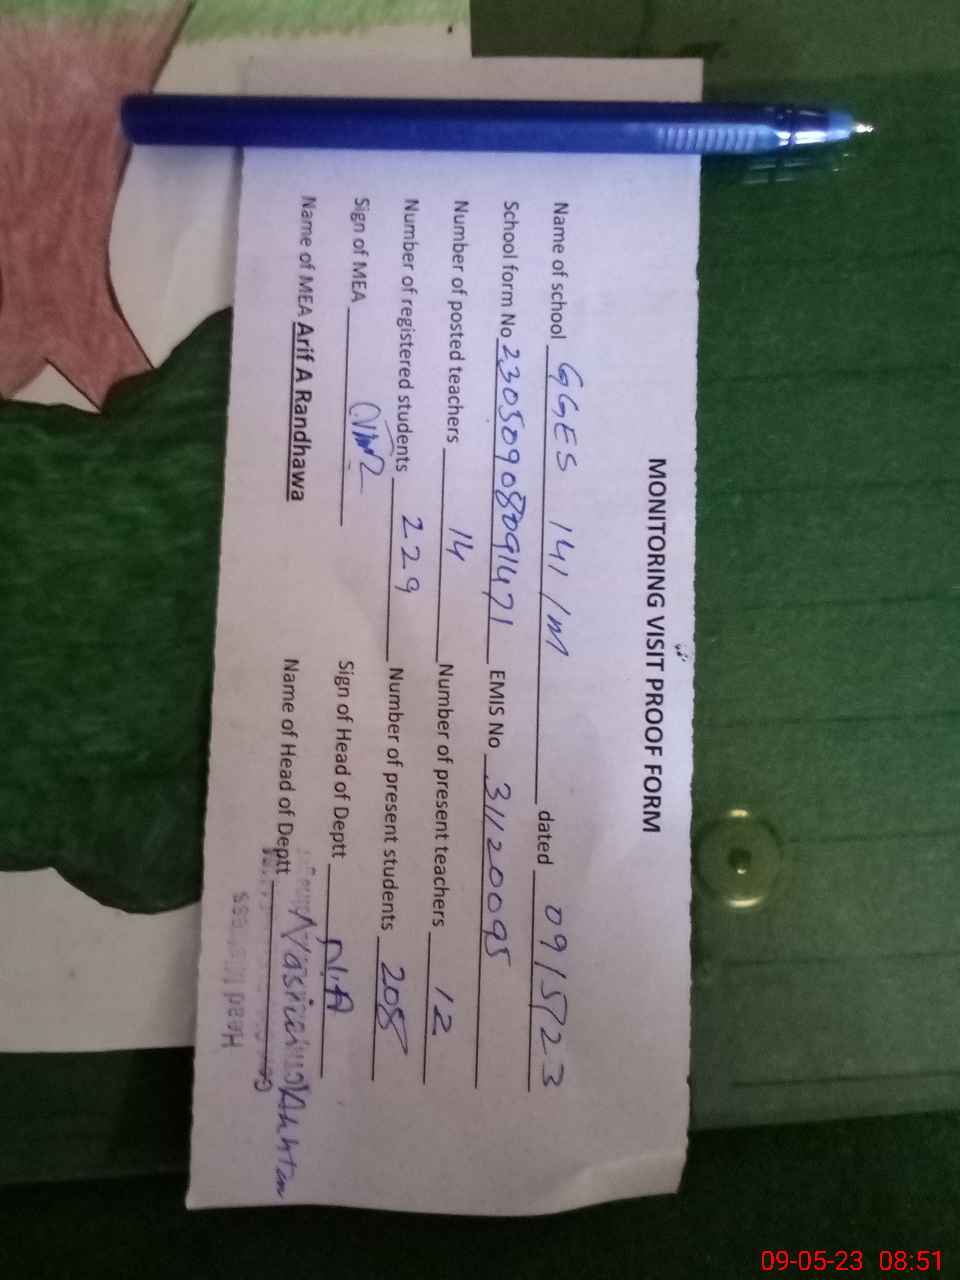 MONITORING VISIT PROOF FORM
Name of school GGES 141/M dated 09/5/23
School form No 23050908091471 EMIS No 31120095
Number of posted teachers 14 Number of present teachers 12
Number of registered students 229 Number of present students 208
Sign of MEA Sign of Head of Deptt
Name of MEA Arif A Randhawa Name of Head of Deptt Akhtar
Headmistress
09-05-23 08:51